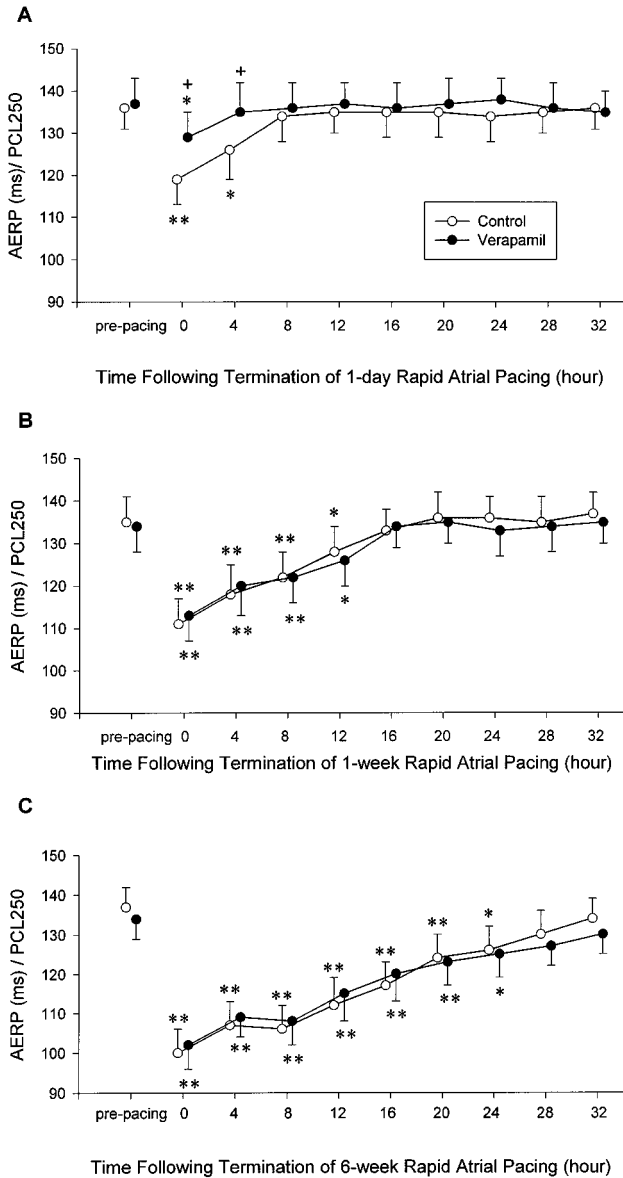 A
150
140
130
120
110
100
90
AERP (ms)/ PCL250
+
*
+
**
*
Control
Verapamil
pre-pacing 0 4 8 12 16 20 24 28 32
Time Following Termination of 1-day Rapid Atrial Pacing (hour)
B
150
140
130
120
110
100
90
AERP (ms) / PCL250
** ** ** *
** ** ** *
pre-pacing 0 4 8 12 16 20 24 28 32
Time Following Termination of 1-week Rapid Atrial Pacing (hour)
C
150
140
130
120
110
100
90
AERP (ms) / PCL250
** ** ** ** ** ** *
** ** ** ** ** ** *
pre-pacing 0 4 8 12 16 20 24 28 32
Time Following Termination of 6-week Rapid Atrial Pacing (hour)